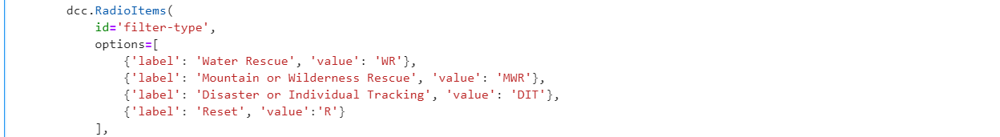 dcc.RadioItems(
id='filter-type',
options=[
{'label': 'Water Rescue', 'value': 'WR'},
{'label': 'Mountain or Wilderness Rescue', 'value': 'MWR'},
{'label': 'Disaster or Individual Tracking', 'value': 'DIT'},
{'label': 'Reset', 'value':'R'}
],